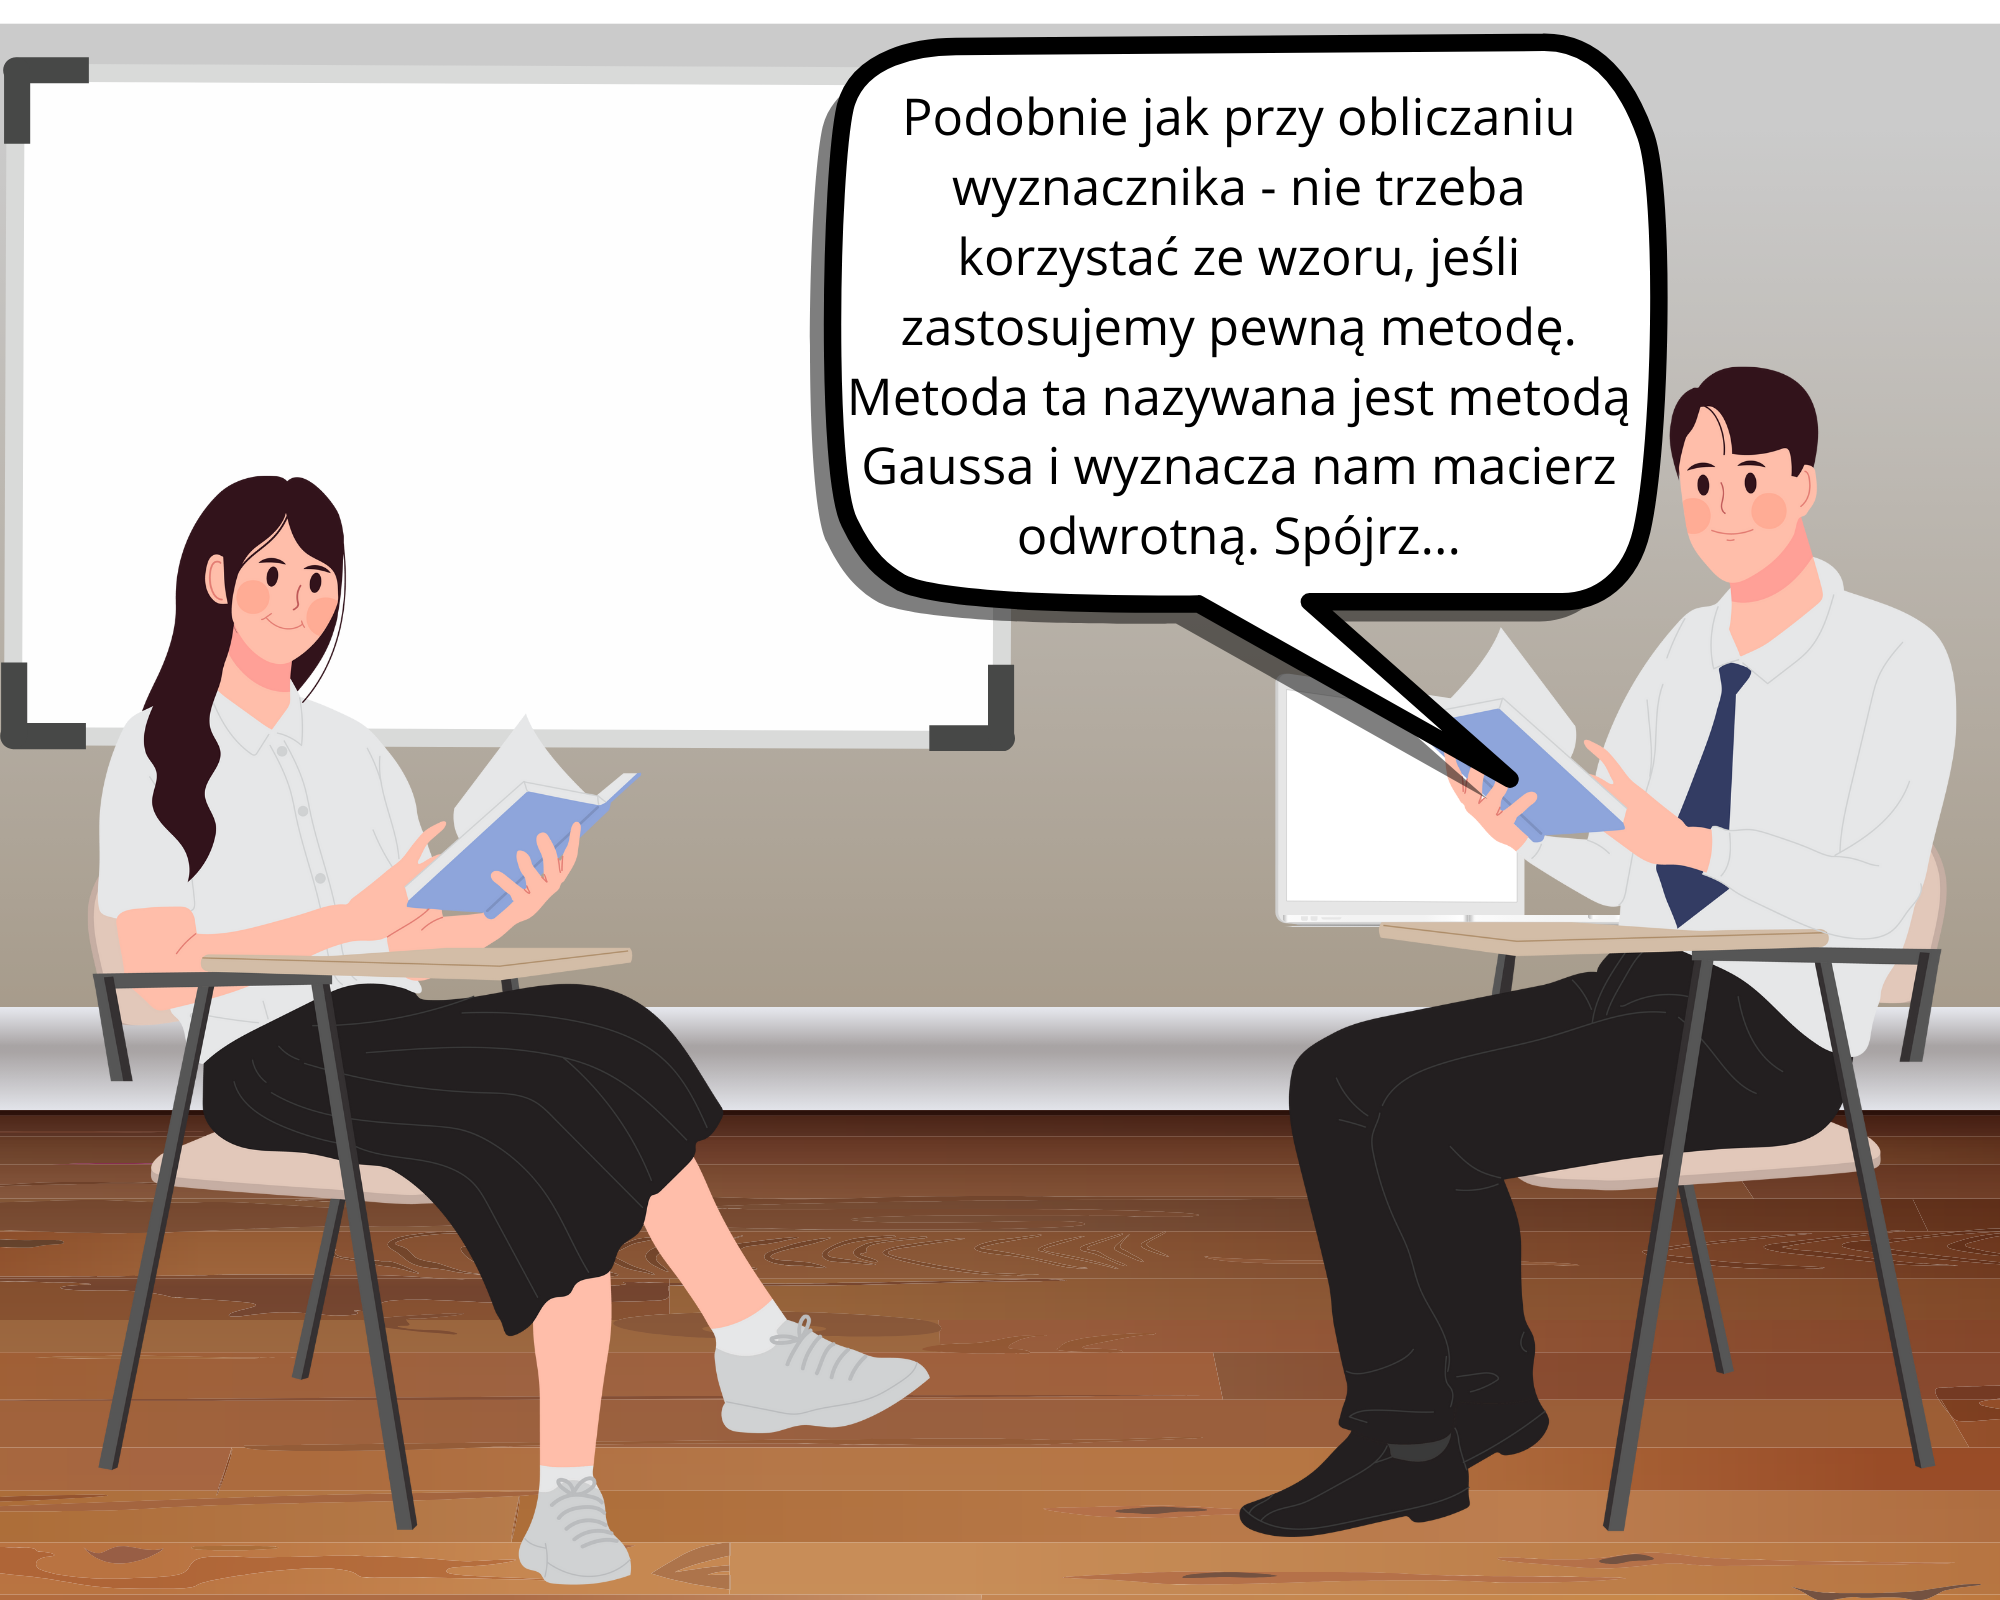 Podobnie jak przy obliczaniu
wyznacznika - nie trzeba
korzystać ze wzoru, jeśli
zastosujemy pewną metodę.
Metoda ta nazywana jest metodą
Gaussa i wyznacza nam macierz
odwrotną. Spójrz...